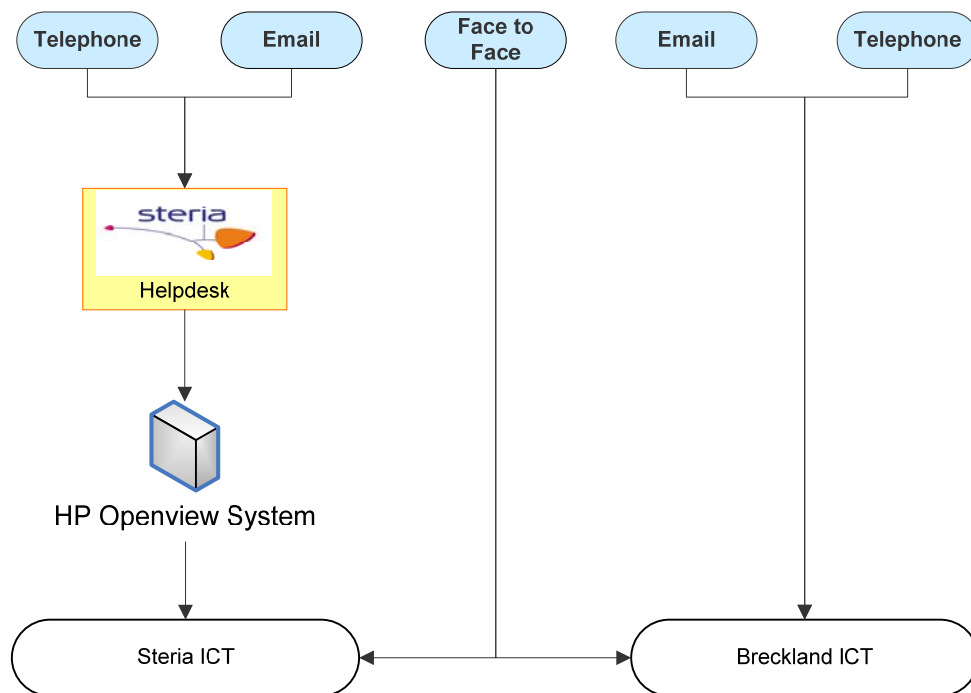 Telephone
Email
Face to
Face
Email
Telephone
steria
Helpdesk
HP Openview System
Steria ICT
Breckland ICT